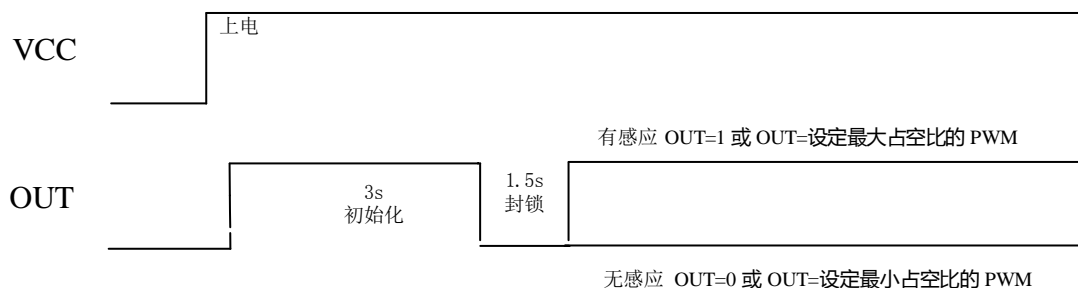 上电
VCC
有感应 OUT=1 或 OUT=设定最大占空比的 PWM
OUT
3s
初始化
1.5s
封锁
无感应 OUT=0 或 OUT=设定最小占空比的 PWM